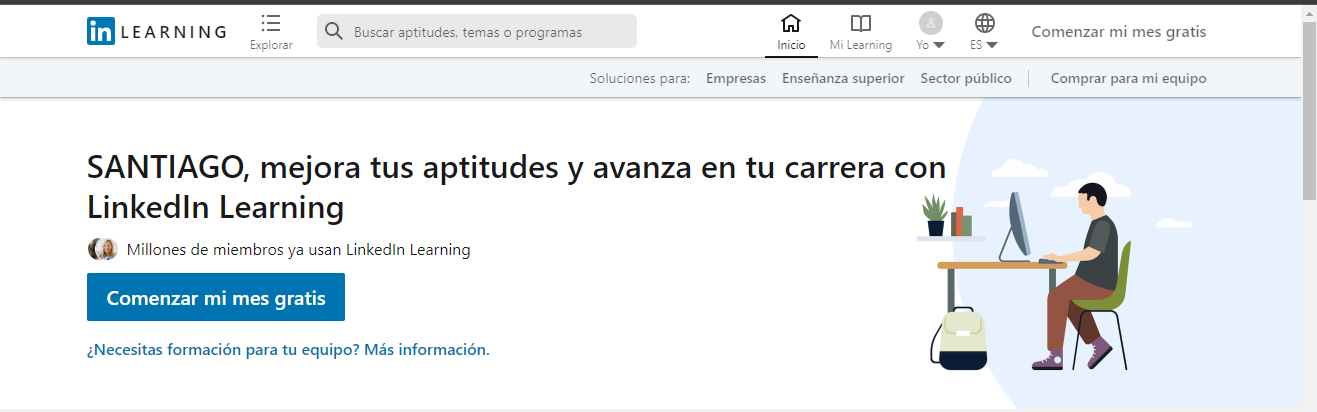 in LEARNING
Explorar
Buscar aptitudes, temas o programas
Inicio
Mi Learning
Yo
ES
Comenzar mi mes gratis
Soluciones para: Empresas Enseñanza superior Sector público Comprar para mi equipo
SANTIAGO, mejora tus aptitudes y avanza en tu carrera con
LinkedIn Learning
Millones de miembros ya usan LinkedIn Learning
Comenzar mi mes gratis
¿Necesitas formación para tu equipo? Más información.